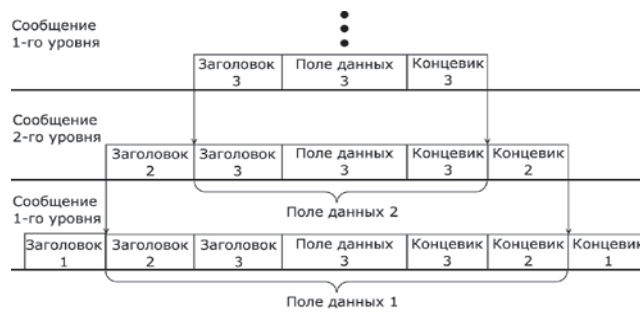 Сообщение
1-го уровня
Заголовок Поле данных Концевик
3 3 3
Сообщение
2-го уровня
Заголовок Заголовок Поле данных Концевик Концевик
2 3 3 3 2
Поле данных 2
Сообщение
1-го уровня
Заголовок Заголовок Заголовок Поле данных Концевик Концевик Концевик
1 2 3 3 3 2 1
Поле данных 1